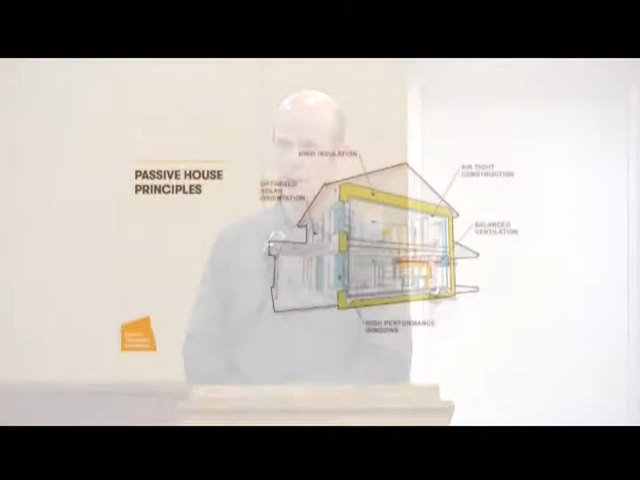 PASSIVE HOUSE
PRINCIPLES
HIGH INSULATION
OPTIMIZED
SOLAR
ORIENTATION
AIR TIGHT
CONSTRUCTION
BALANCED
VENTILATION
HIGH PERFORMANCE
WINDOWS